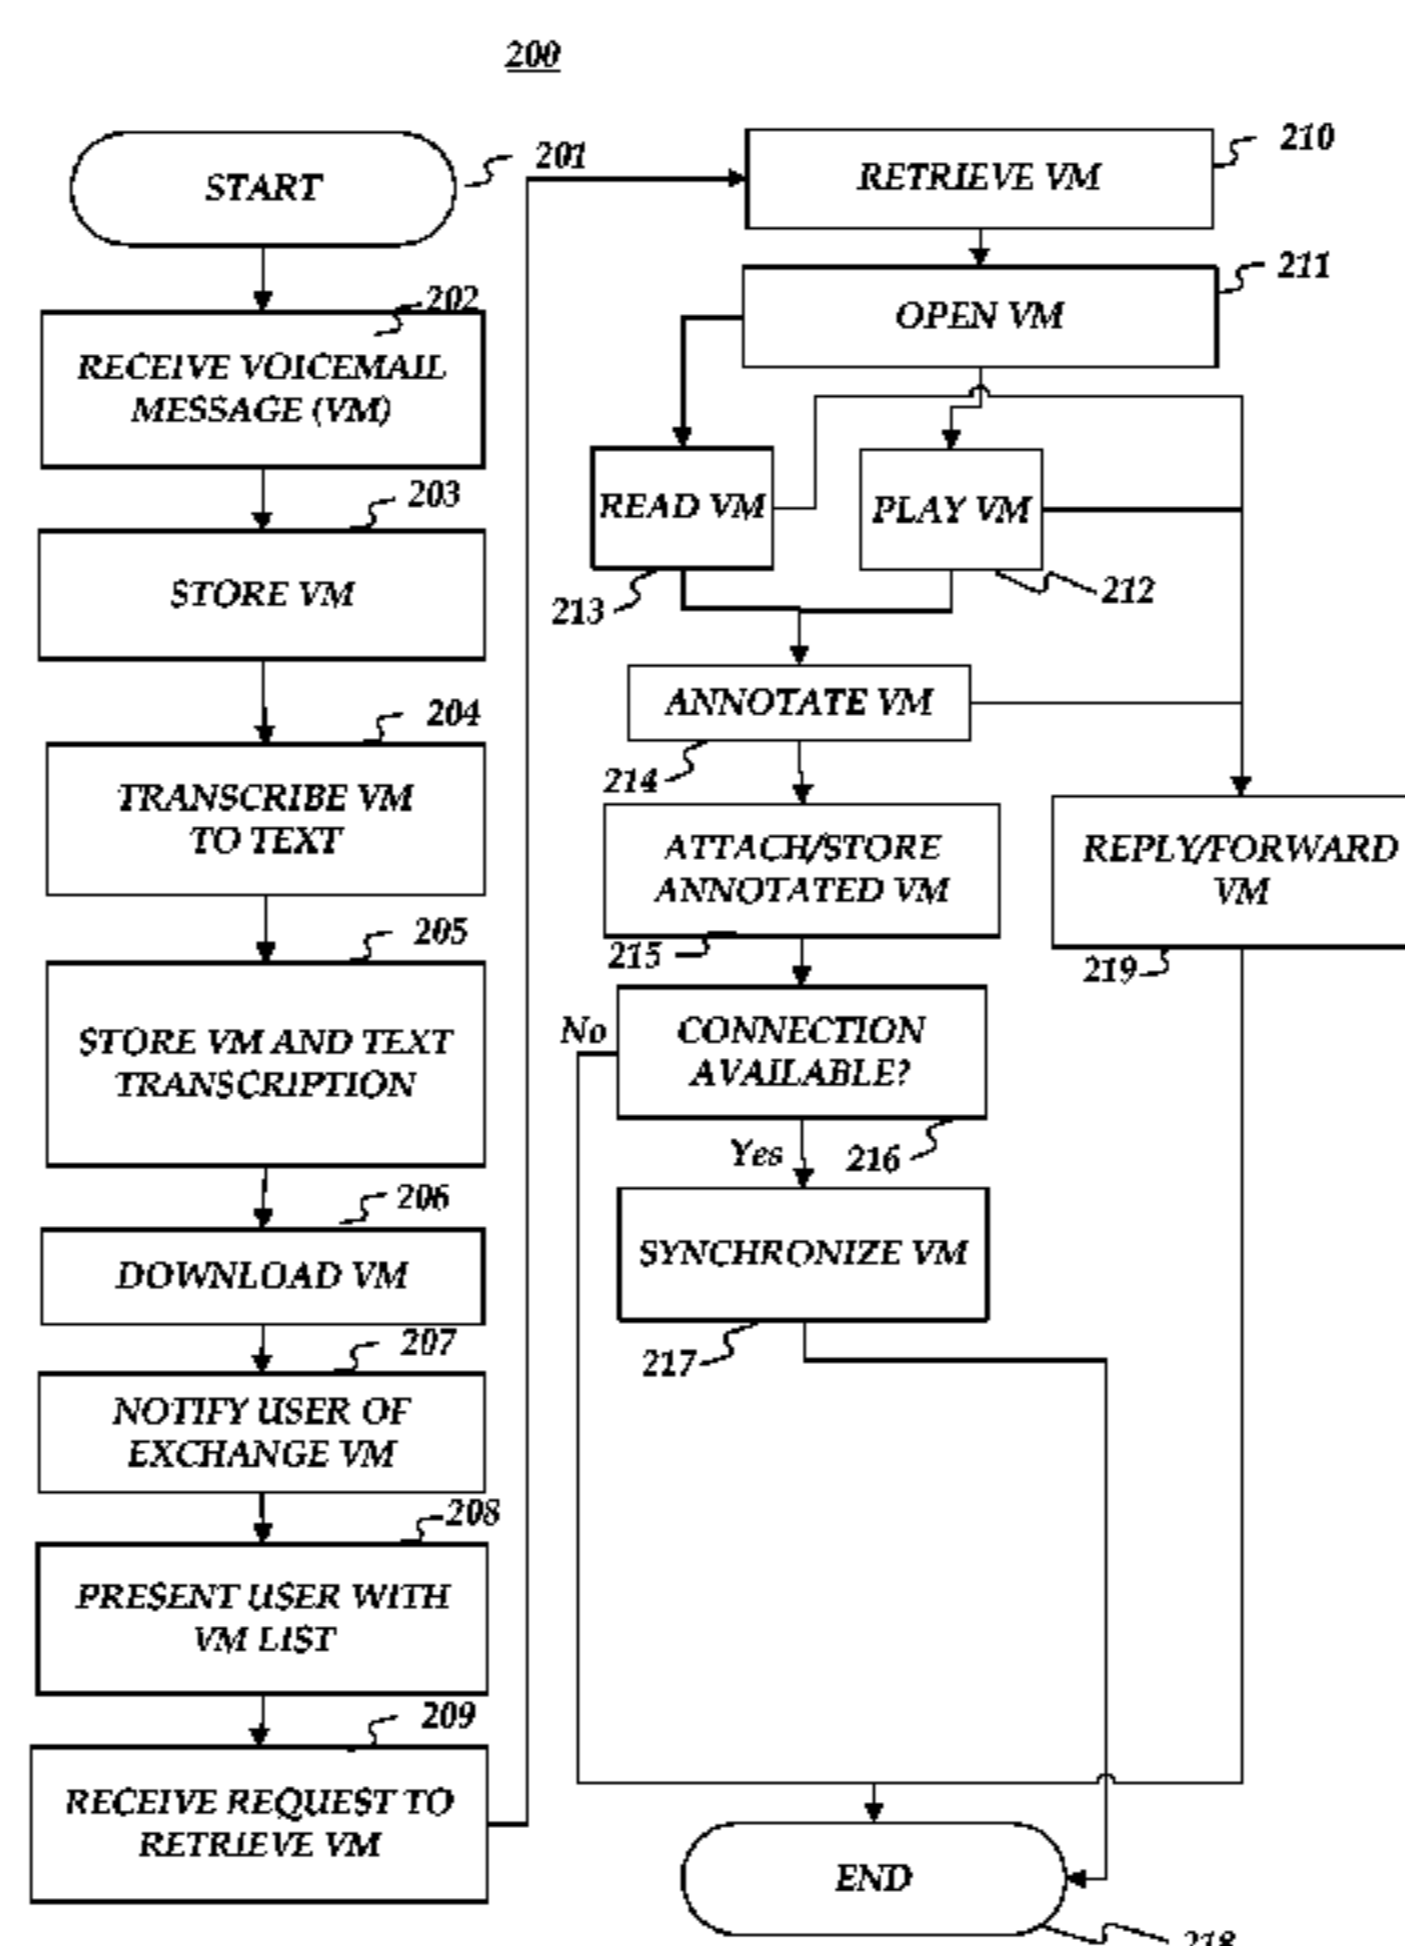 200
START
201
RECEIVE VOICEMAIL
MESSAGE (VM)
202
STORE VM
203
TRANSCRIBE VM
TO TEXT
204
STORE VM AND TEXT
TRANSCRIPTION
205
DOWNLOAD VM
206
NOTIFY USER OF
EXCHANGE VM
207
PRESENT USER WITH
VM LIST
208
RECEIVE REQUEST TO
RETRIEVE VM
209
RETRIEVE VM
210
OPEN VM
211
READ VM
213
PLAY VM
212
ANNOTATE VM
214
ATTACH/STORE
ANNOTATED VM
215
REPLY/FORWARD
VM
219
No
CONNECTION
AVAILABLE?
Yes
216
SYNCHRONIZE VM
217
END
218